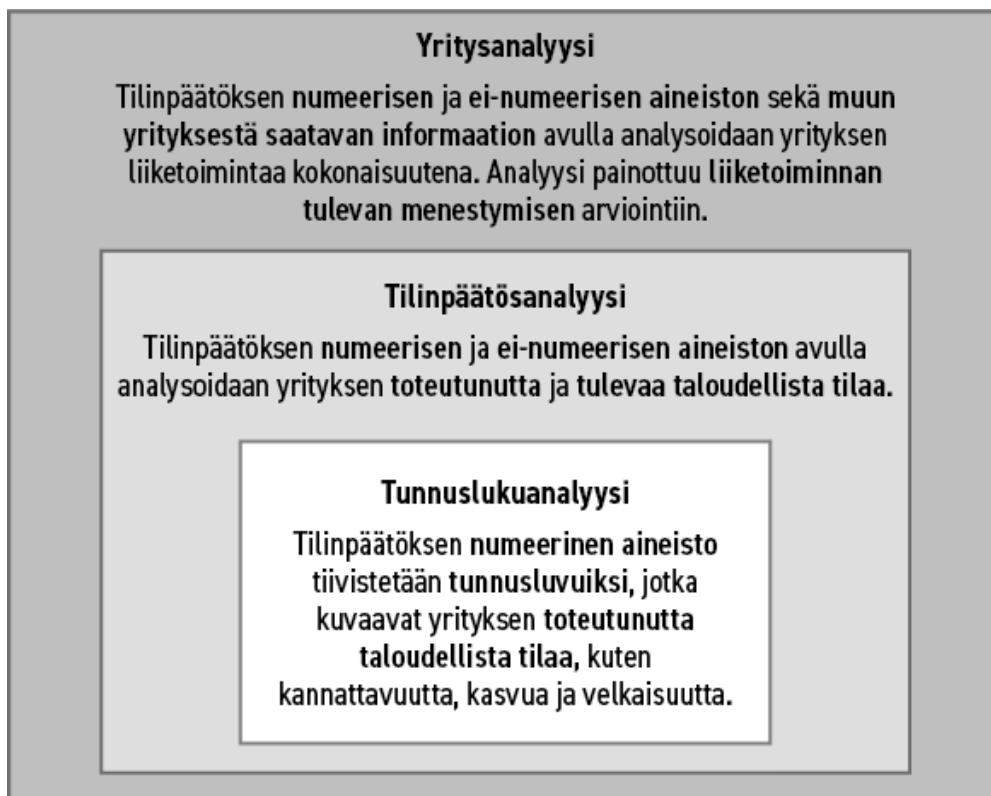 Yritysanalyysi
Tilinpäätöksen numeerisen ja ei-numeerisen aineiston sekä muun
yrityksestä saatavan informaation avulla analysoidaan yrityksen
liiketoimintaa kokonaisuutena. Analyysi painottuu liiketoiminnan
tulevan menestymisen arviointiin.
Tilinpäätösanalyysi
Tilinpäätöksen numeerisen ja ei-numeerisen aineiston avulla
analysoidaan yrityksen toteutunutta ja tulevaa taloudellista tilaa.
Tunnuslukuanalyysi
Tilinpäätöksen numeerinen aineisto
tiivistetään tunnusluvuiksi, jotka
kuvaavat yrityksen toteutunutta
taloudellista tilaa, kuten
kannattavuutta, kasvua ja velkaisuutta.